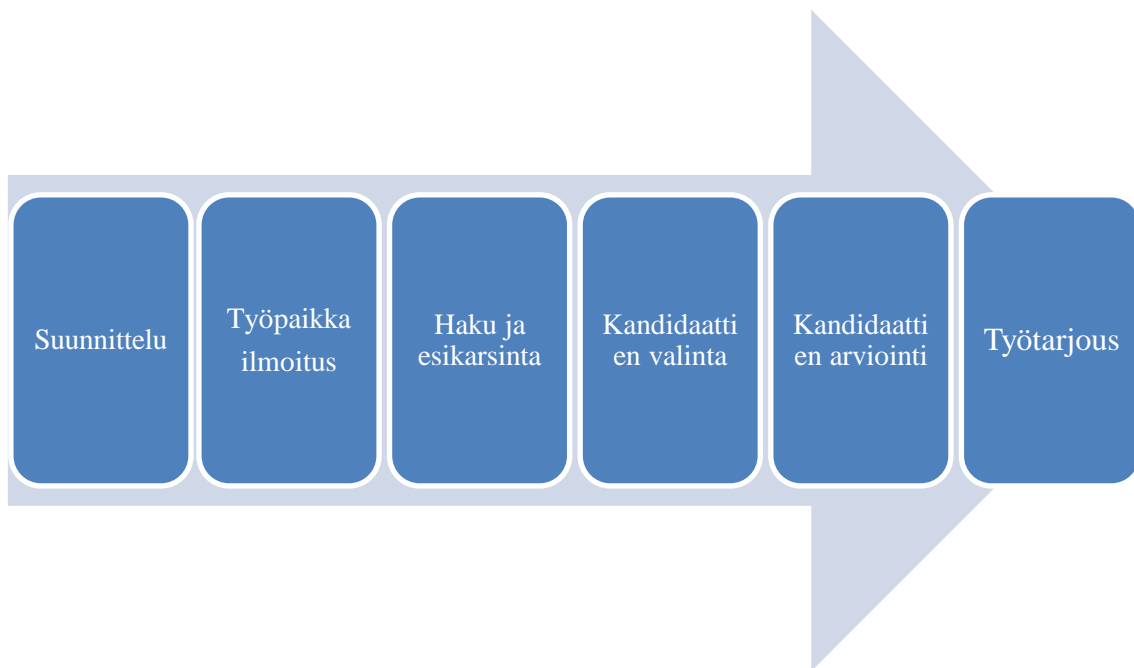 Suunnittelu
Työpaikka
ilmoitus
Haku ja
esikarsinta
Kandidaatti
en valinta
Kandidaatti
en arviointi
Työtarjous